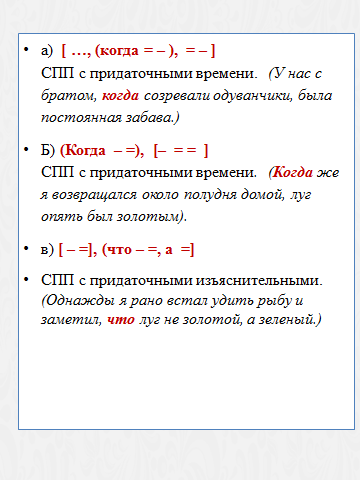 • а) [ …, (когда = – ), = – ]
СПП с придаточными времени. (У нас с
братом, когда созревали одуванчики, была
постоянная забава.)
• Б) (Когда – =), [– = = ]
СПП с придаточными времени. (Когда же
я возвращался около полудня домой, луг
опять был золотым).
• в) [ – =], (что – =, а =]
• СПП с придаточными изъяснительными.
(Однажды я рано встал удить рыбу и
заметил, что луг не золотой, а зеленый.)